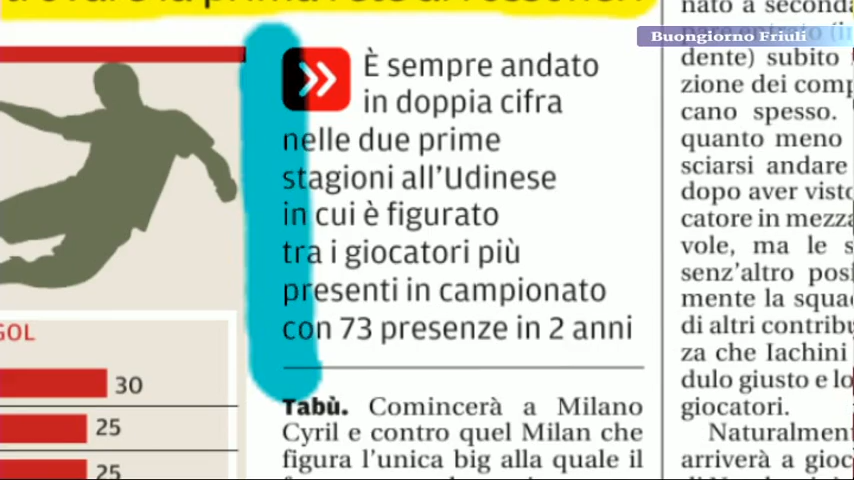 Buongiorno Friuli
GOL
30
25
25
È sempre andato
in doppia cifra
nelle due prime
stagioni all'Udinese
in cui è figurato
tra i giocatori più
presenti in campionato
con 73 presenze in 2 anni
Tabù. Comincerà a Milano
Cyril e contro quel Milan che
figura l'unica big alla quale il
nato a seconda
dente) subito
zione dei comp
cano spesso.
quanto meno
sciarsi andare
dopo aver visto
catore in mezza
vole, ma le s
senz'altro posi
mente la squad
di altri contribu
za che Iachini
dulo giusto e lo
giocatori.
Naturalment
arriverà a gioc